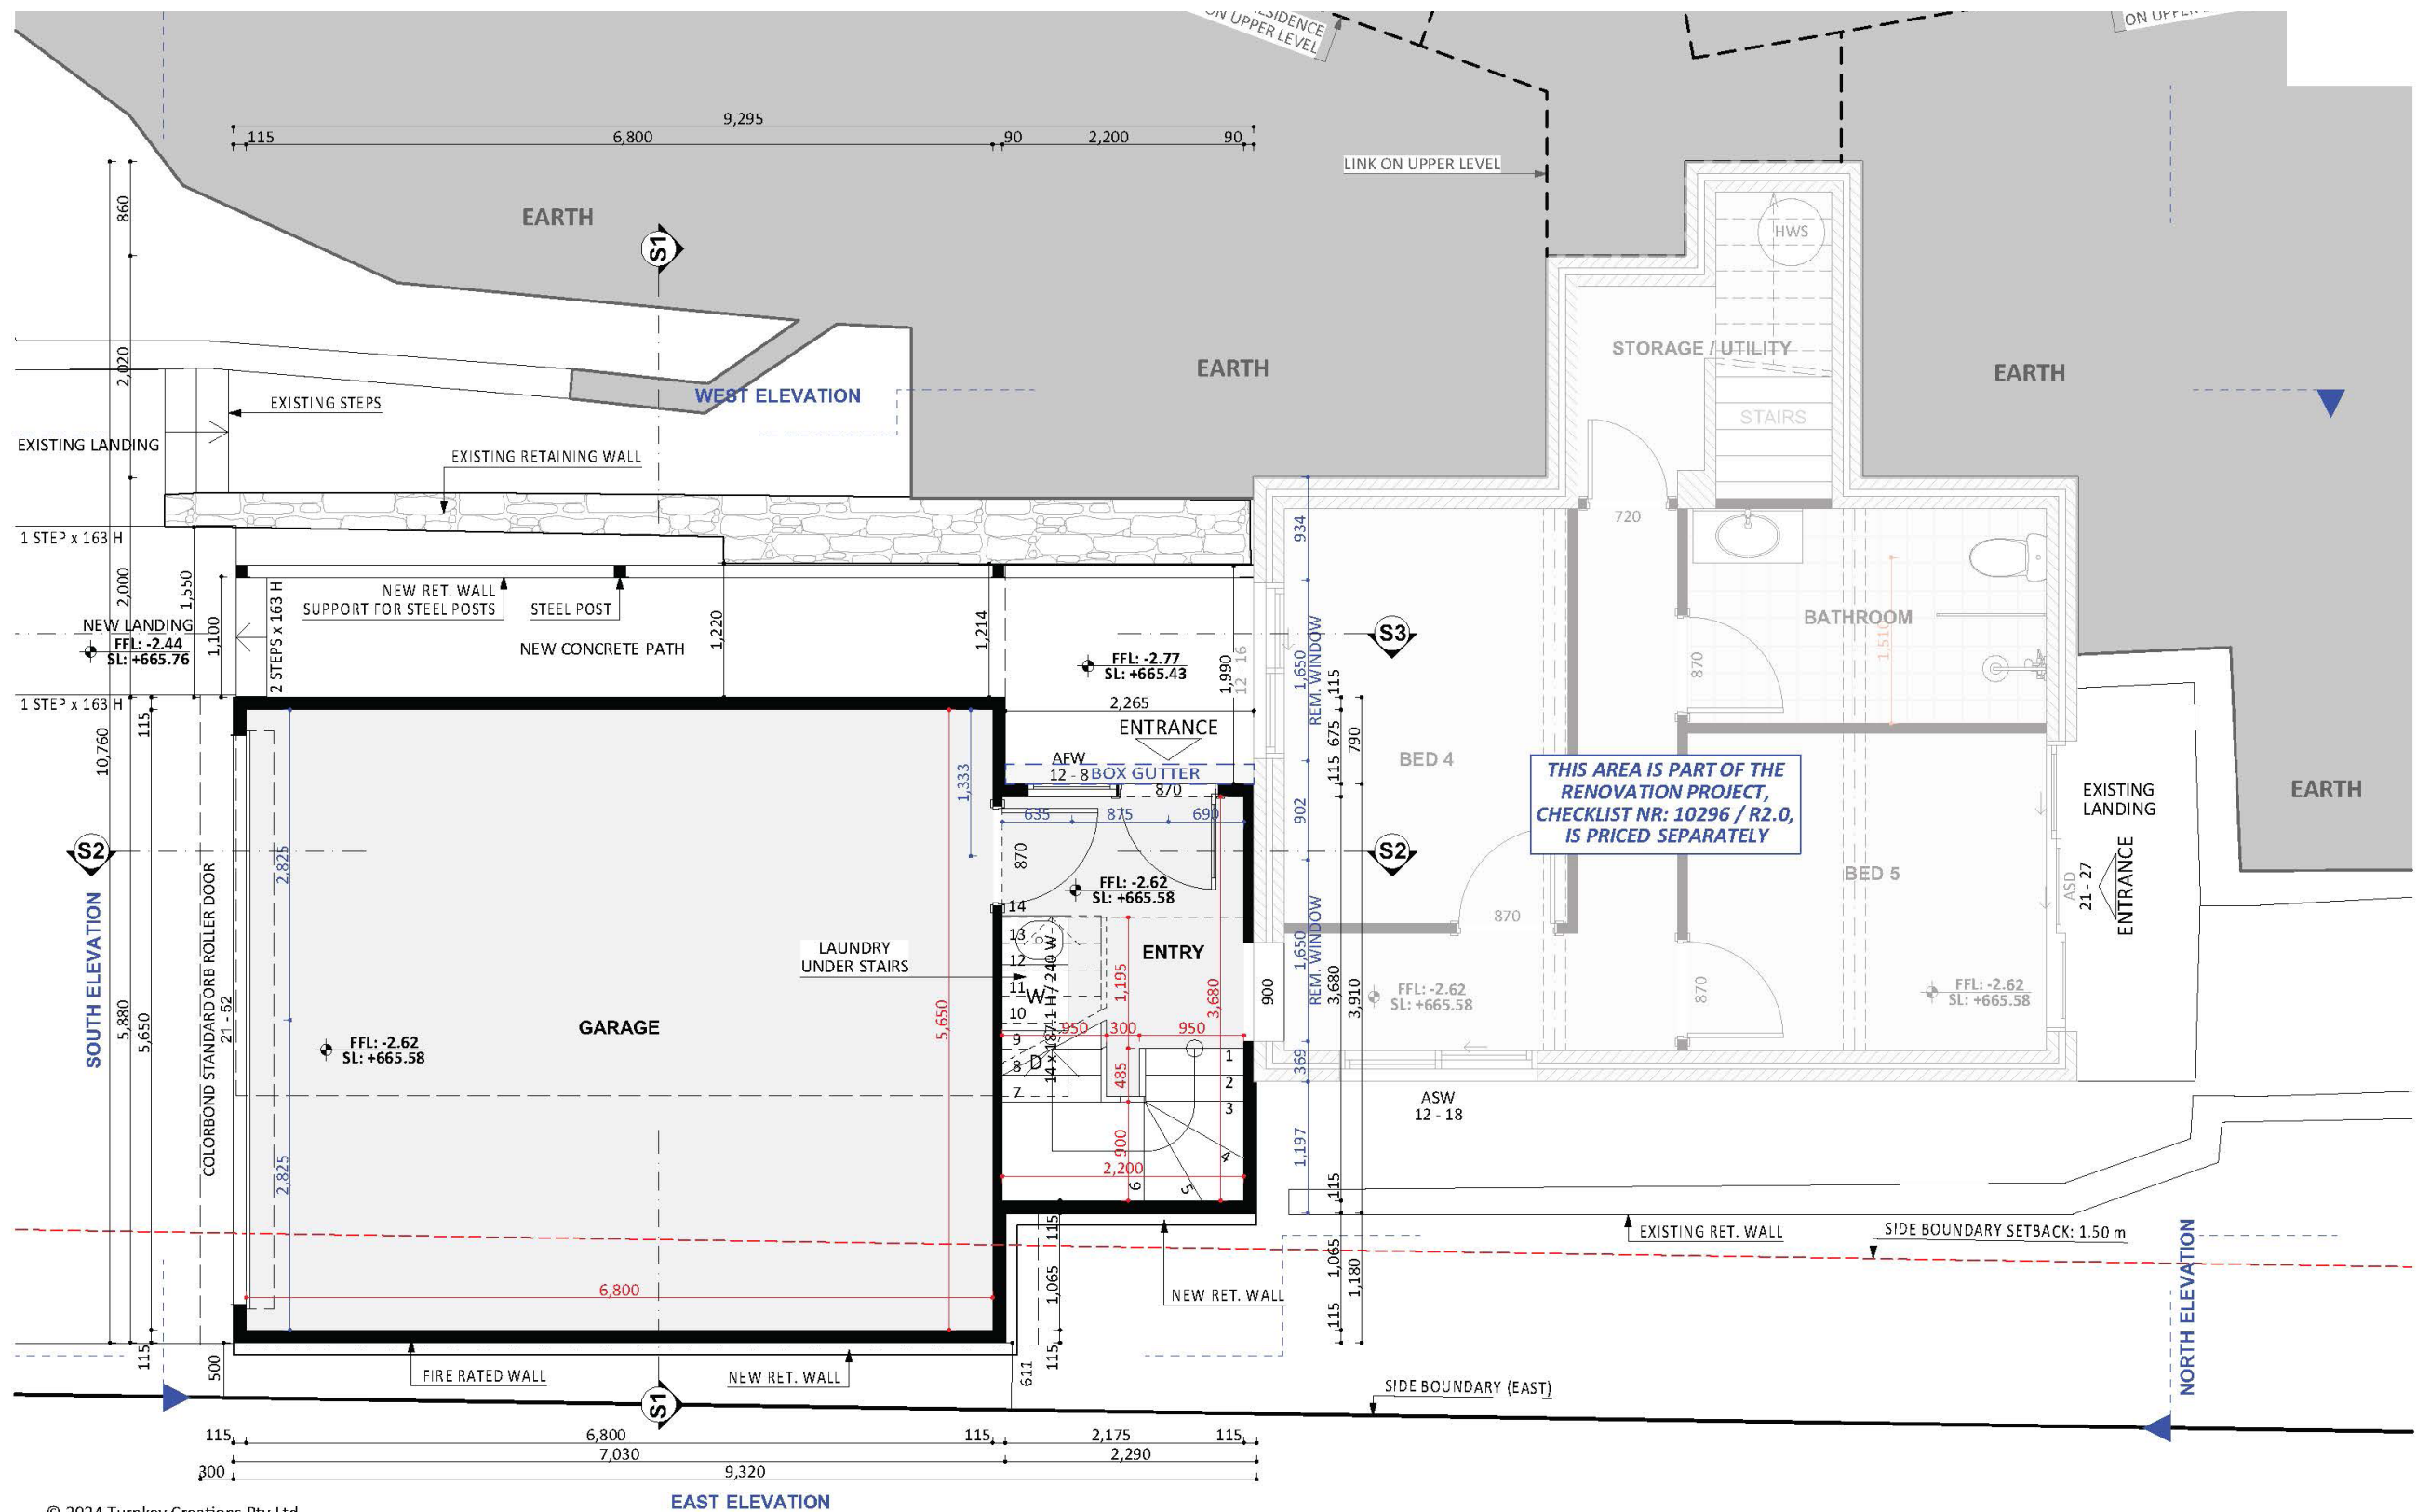 RESIDENCE
ON UPPER LEVEL
9,295
115
6,800
90
2,200
90
LINK ON UPPER LEVEL
860
EARTH
S1
HWS
STORAGE / UTILITY
EARTH
EARTH
2,020
WEST ELEVATION
EXISTING STEPS
STAIRS
EXISTING LANDING
EXISTING RETAINING WALL
934
720
1 STEP x 163 H
2,000
1,550
1,100
2 STEPS x 163 H
NEW RET. WALL
SUPPORT FOR STEEL POSTS
STEEL POST
NEW LANDING
FFL: -2.44
SL: +665.76
NEW CONCRETE PATH
1,220
1,214
FFL: -2.77
SL: +665.43
1,990
12 - 16
1,650
REM. WINDOW
S3
BATHROOM
1,510
870
1 STEP x 163 H
115
10,760
2,265
ENTRANCE
AFW
12 - 8
BOX GUTTER
870
115
675
115
790
BED 4
THIS AREA IS PART OF THE
RENOVATION PROJECT,
CHECKLIST NR: 10296 / R2.0,
IS PRICED SEPARATELY
EXISTING
LANDING
EARTH
1,333
635
875
690
902
S2
2,825
870
S2
FFL: -2.62
SL: +665.58
BED 5
ASD
21 - 27
ENTRANCE
SOUTH ELEVATION
COLORBOND STANDARD ORB ROLLER DOOR
21 - 52
14
13
12
11
10
9
8
7
LAUNDRY
UNDER STAIRS
W
D
14 x 187.1 H / 240 W
ENTRY
1,195
3,680
900
1,650
REM. WINDOW
3,680
3,910
870
870
FFL: -2.62
SL: +665.58
FFL: -2.62
SL: +665.58
5,880
5,650
GARAGE
FFL: -2.62
SL: +665.58
5,650
950
300
950
485
1
2
3
4
5
6
369
ASW
12 - 18
900
2,200
2,825
1,197
115
115
EXISTING RET. WALL
SIDE BOUNDARY SETBACK: 1.50 m
6,800
1,065
NEW RET. WALL
1,065
1,180
NORTH ELEVATION
115
500
115
115
FIRE RATED WALL
NEW RET. WALL
611
S1
SIDE BOUNDARY (EAST)
115
6,800
115
2,175
115
7,030
2,290
300
9,320
EAST ELEVATION